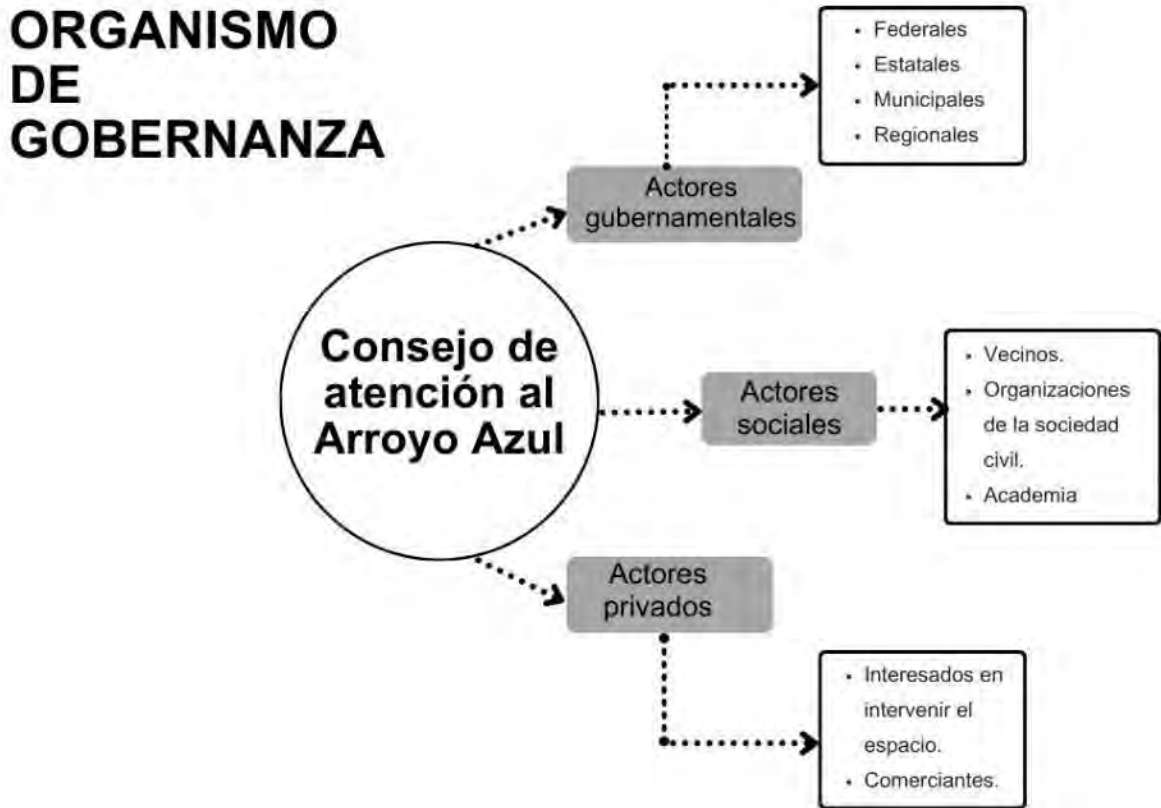 ORGANISMO
DE
GOBERNANZA
• Federales
• Estatales
• Municipales
• Regionales
Actores
gubernamentales
Consejo de
atención al
Arroyo Azul
Actores
sociales
• Vecinos.
• Organizaciones
de la sociedad
civil.
• Academia
Actores
privados
• Interesados en
intervenir el
espacio.
• Comerciantes.